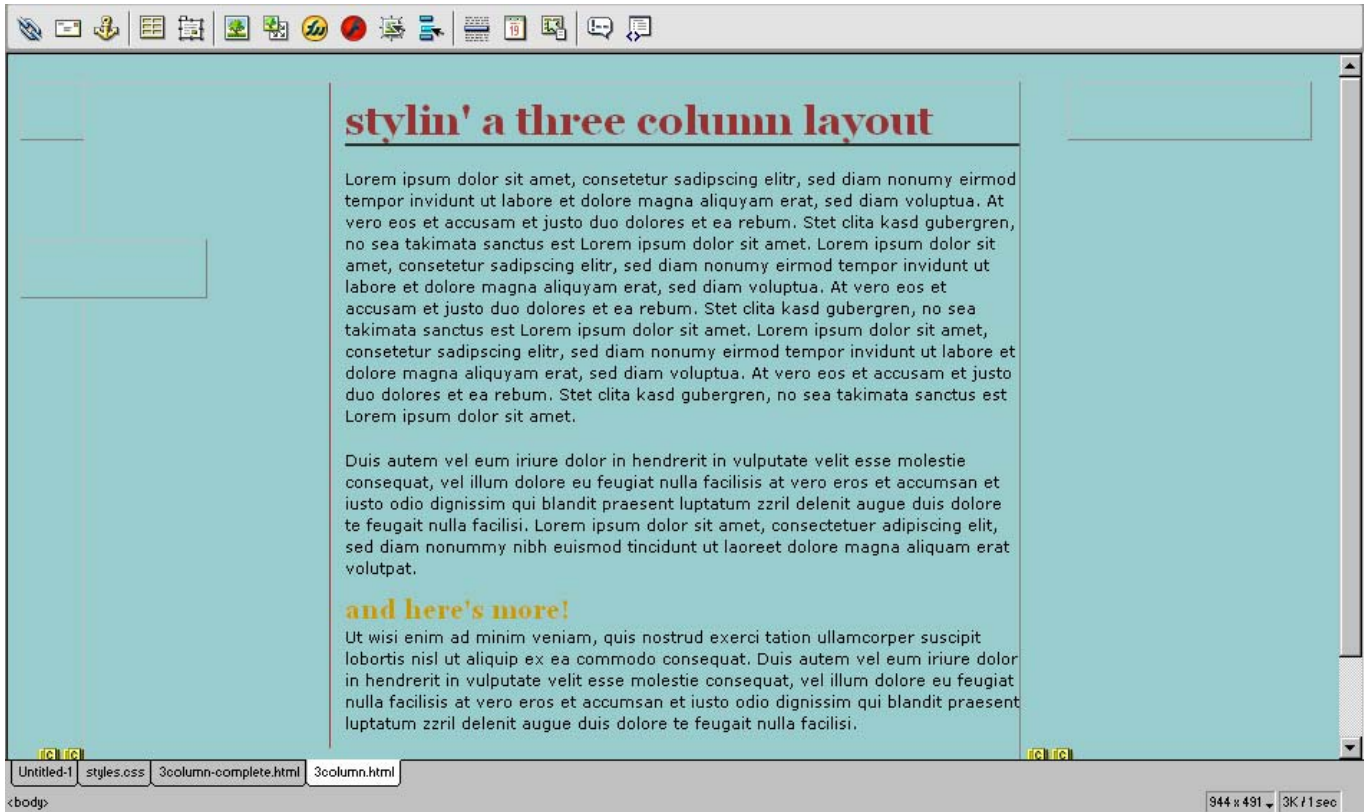 19
stylin' a three column layout
Lorem ipsum dolor sit amet, consetetur sadipscing elitr, sed diam nonumy eirmod
tempor invidunt ut labore et dolore magna aliquyam erat, sed diam voluptua. At
vero eos et accusam et justo duo dolores et ea rebum. Stet clita kasd gubergren,
no sea takimata sanctus est Lorem ipsum dolor sit amet. Lorem ipsum dolor sit
amet, consetetur sadipscing elitr, sed diam nonumy eirmod tempor invidunt ut
labore et dolore magna aliquyam erat, sed diam voluptua. At vero eos et
accusam et justo duo dolores et ea rebum. Stet clita kasd gubergren, no sea
takimata sanctus est Lorem ipsum dolor sit amet. Lorem ipsum dolor sit amet,
consetetur sadipscing elitr, sed diam nonumy eirmod tempor invidunt ut labore et
dolore magna aliquyam erat, sed diam voluptua. At vero eos et accusam et justo
duo dolores et ea rebum. Stet clita kasd gubergren, no sea takimata sanctus est
Lorem ipsum dolor sit amet.
Duis autem vel eum iriure dolor in hendrerit in vulputate velit esse molestie
consequat, vel illum dolore eu feugiat nulla facilisis at vero eros et accumsan et
iusto odio dignissim qui blandit praesent luptatum zzril delenit augue duis dolore
te feugait nulla facilisi. Lorem ipsum dolor sit amet, consectetuer adipiscing elit,
sed diam nonummy nibh euismod tincidunt ut laoreet dolore magna aliquam erat
volutpat.
and here's more!
Ut wisi enim ad minim veniam, quis nostrud exerci tation ullamcorper suscipit
lobortis nisl ut aliquip ex ea commodo consequat. Duis autem vel eum iriure dolor
in hendrerit in vulputate velit esse molestie consequat, vel illum dolore eu feugiat
nulla facilisis at vero eros et accumsan et iusto odio dignissim qui blandit praesent
luptatum zzril delenit augue duis dolore te feugait nulla facilisi.
Untitled-1 styles.css 3column-complete.html 3column.html
<body> 944 x 491 3K / 1 sec